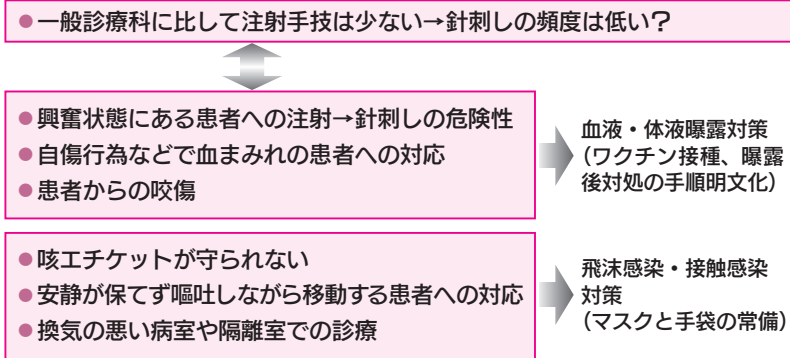 ●一般診療科に比して注射手技は少ない→針刺しの頻度は低い？
●興奮状態にある患者への注射→針刺しの危険性
●自傷行為などで血まみれの患者への対応
●患者からの咬傷
血液・体液曝露対策
（ワクチン接種、曝露
後対処の手順明文化）
●咳エチケットが守られない
●安静が保てず嘔吐しながら移動する患者への対応
●換気の悪い病室や隔離室での診療
飛沫感染・接触感染
対策
（マスクと手袋の常備）